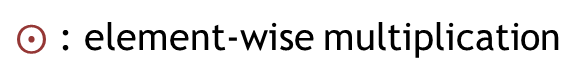 ⊙ : element-wise multiplication